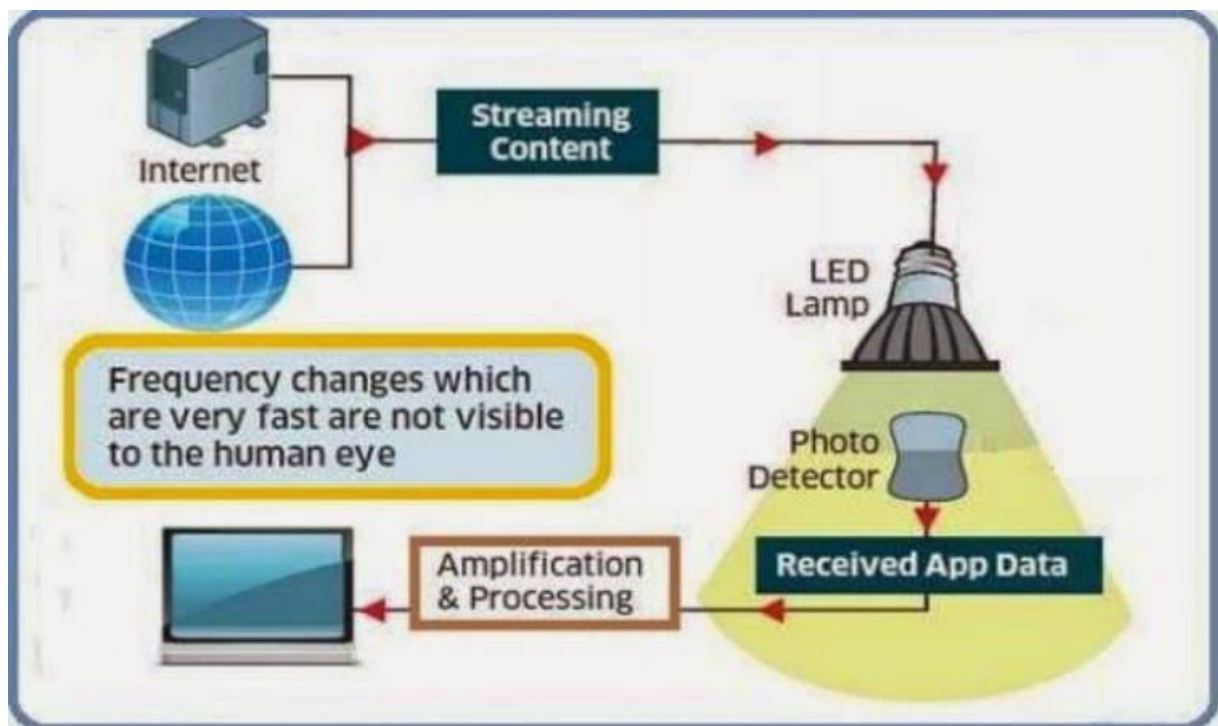 Streaming
Content
Internet
LED
Lamp
Frequency changes which
are very fast are not visible
to the human eye
Photo
Detector
Received App Data
Amplification
& Processing